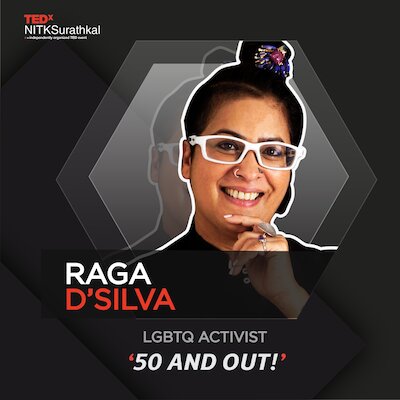 TEDx
NITKSurathkal
x = independently organized TED event
RAGA
D'SILVA
LGBTQ ACTIVIST
'50 AND OUT!'